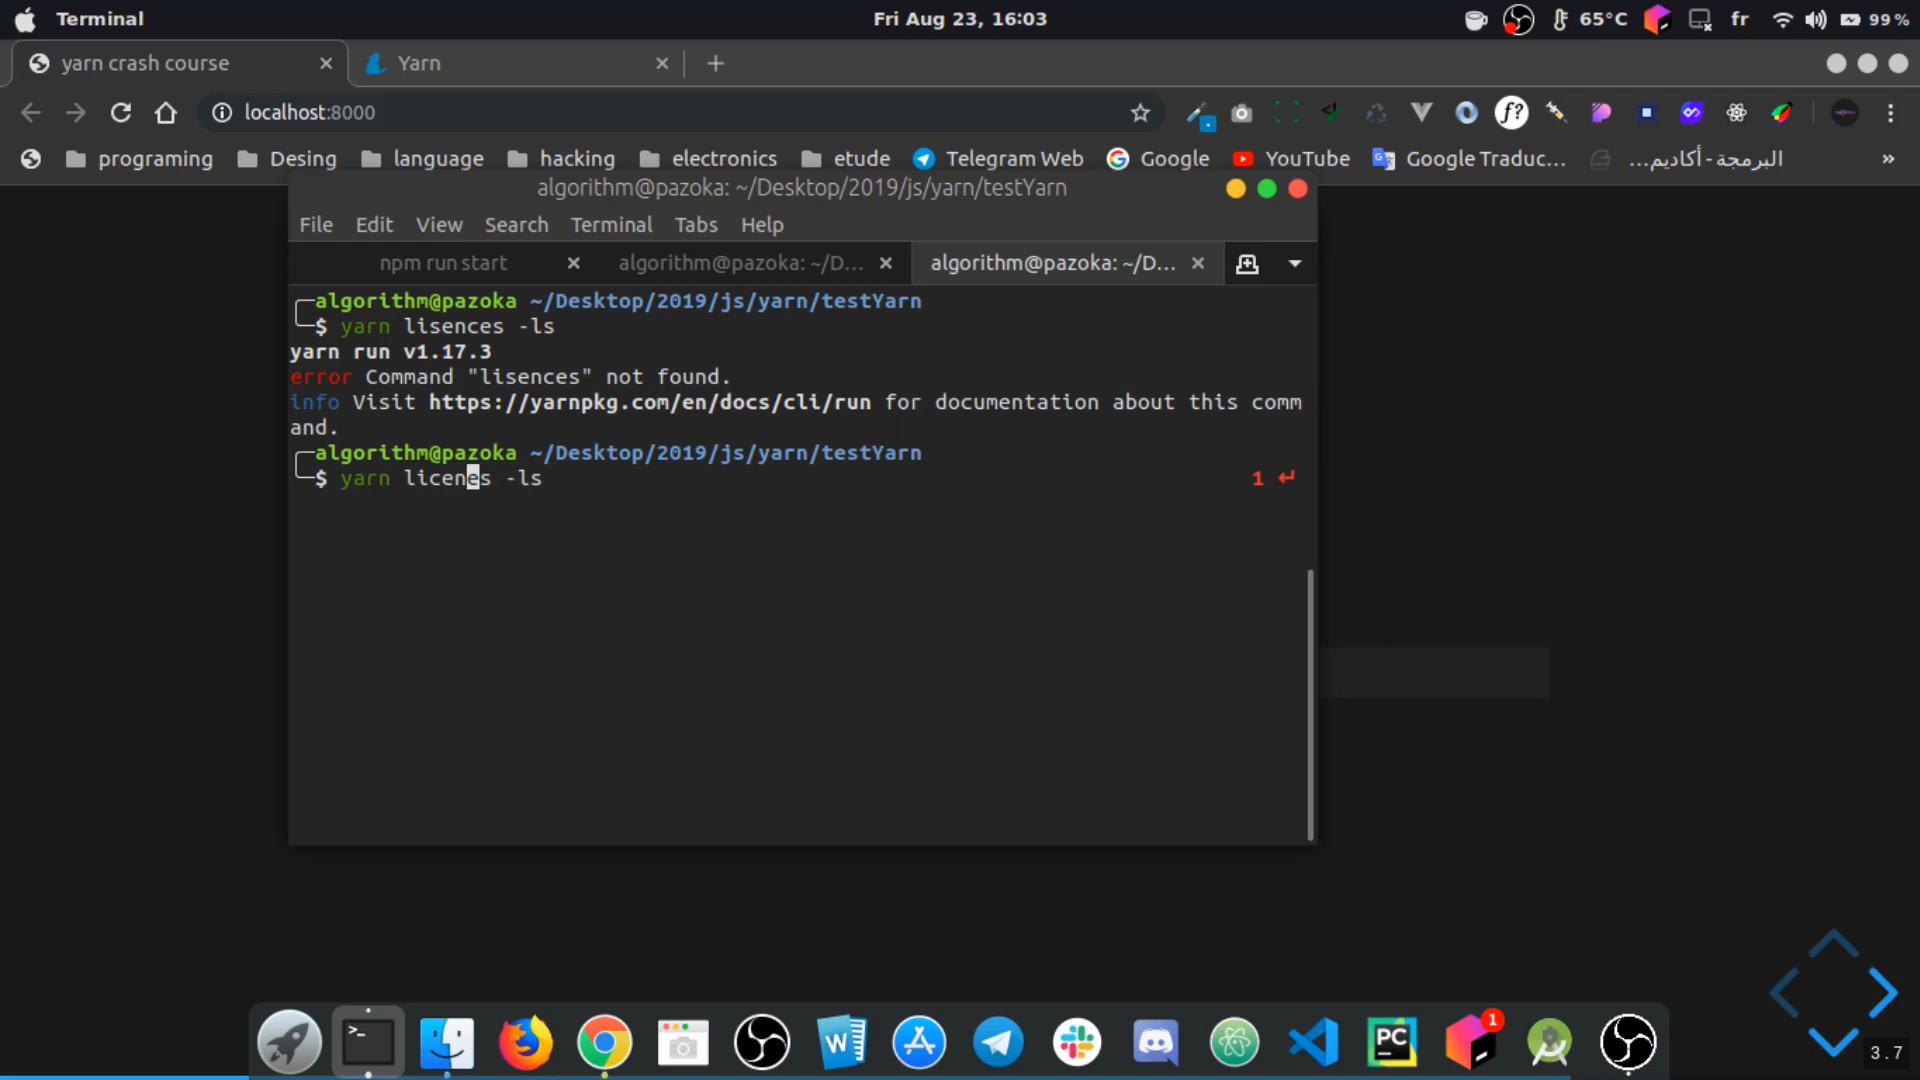 Terminal
Fri Aug 23, 16:03
65°C
fr
99%
yarn crash course
Yarn
localhost:8000
f?
programing
Desing
language
hacking
electronics
etude
Telegram Web
Google
YouTube
Google Traduc...
البرمجة - أكاديم...
»
algorithm@pazoka: ~/Desktop/2019/js/yarn/testYarn
File Edit View Search Terminal Tabs Help
npm run start
algorithm@pazoka: ~/D...
algorithm@pazoka: ~/D...
algorithm@pazoka ~/Desktop/2019/js/yarn/testYarn
$ yarn lisences -ls
yarn run v1.17.3
error Command "lisences" not found.
info Visit https://yarnpkg.com/en/docs/cli/run for documentation about this comm
and.
algorithm@pazoka ~/Desktop/2019/js/yarn/testYarn
$ yarn licenes -ls
1 ↵
>_
W
PC
1
3.7